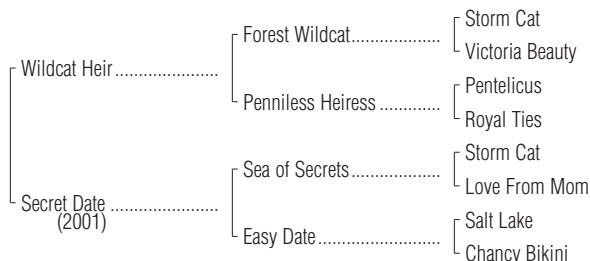 Storm Cat
Forest Wildcat....................
Victoria Beauty
Wildcat Heir.......................
Pentelicus
Penniless Heiress .............
Royal Ties
Storm Cat
Sea of Secrets....................
Love From Mom
Secret Date ........................
(2001)
Salt Lake
Easy Date...........................
Chancy Bikini